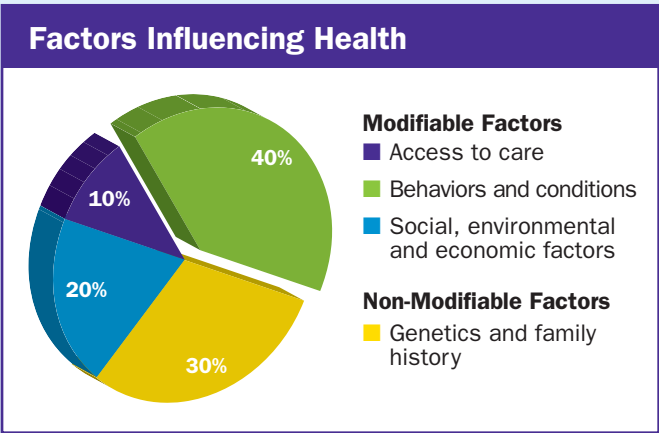 Factors Influencing Health
40%
10%
20%
30%
Modifiable Factors
Access to care
Behaviors and conditions
Social, environmental
and economic factors
Non-Modifiable Factors
Genetics and family
history